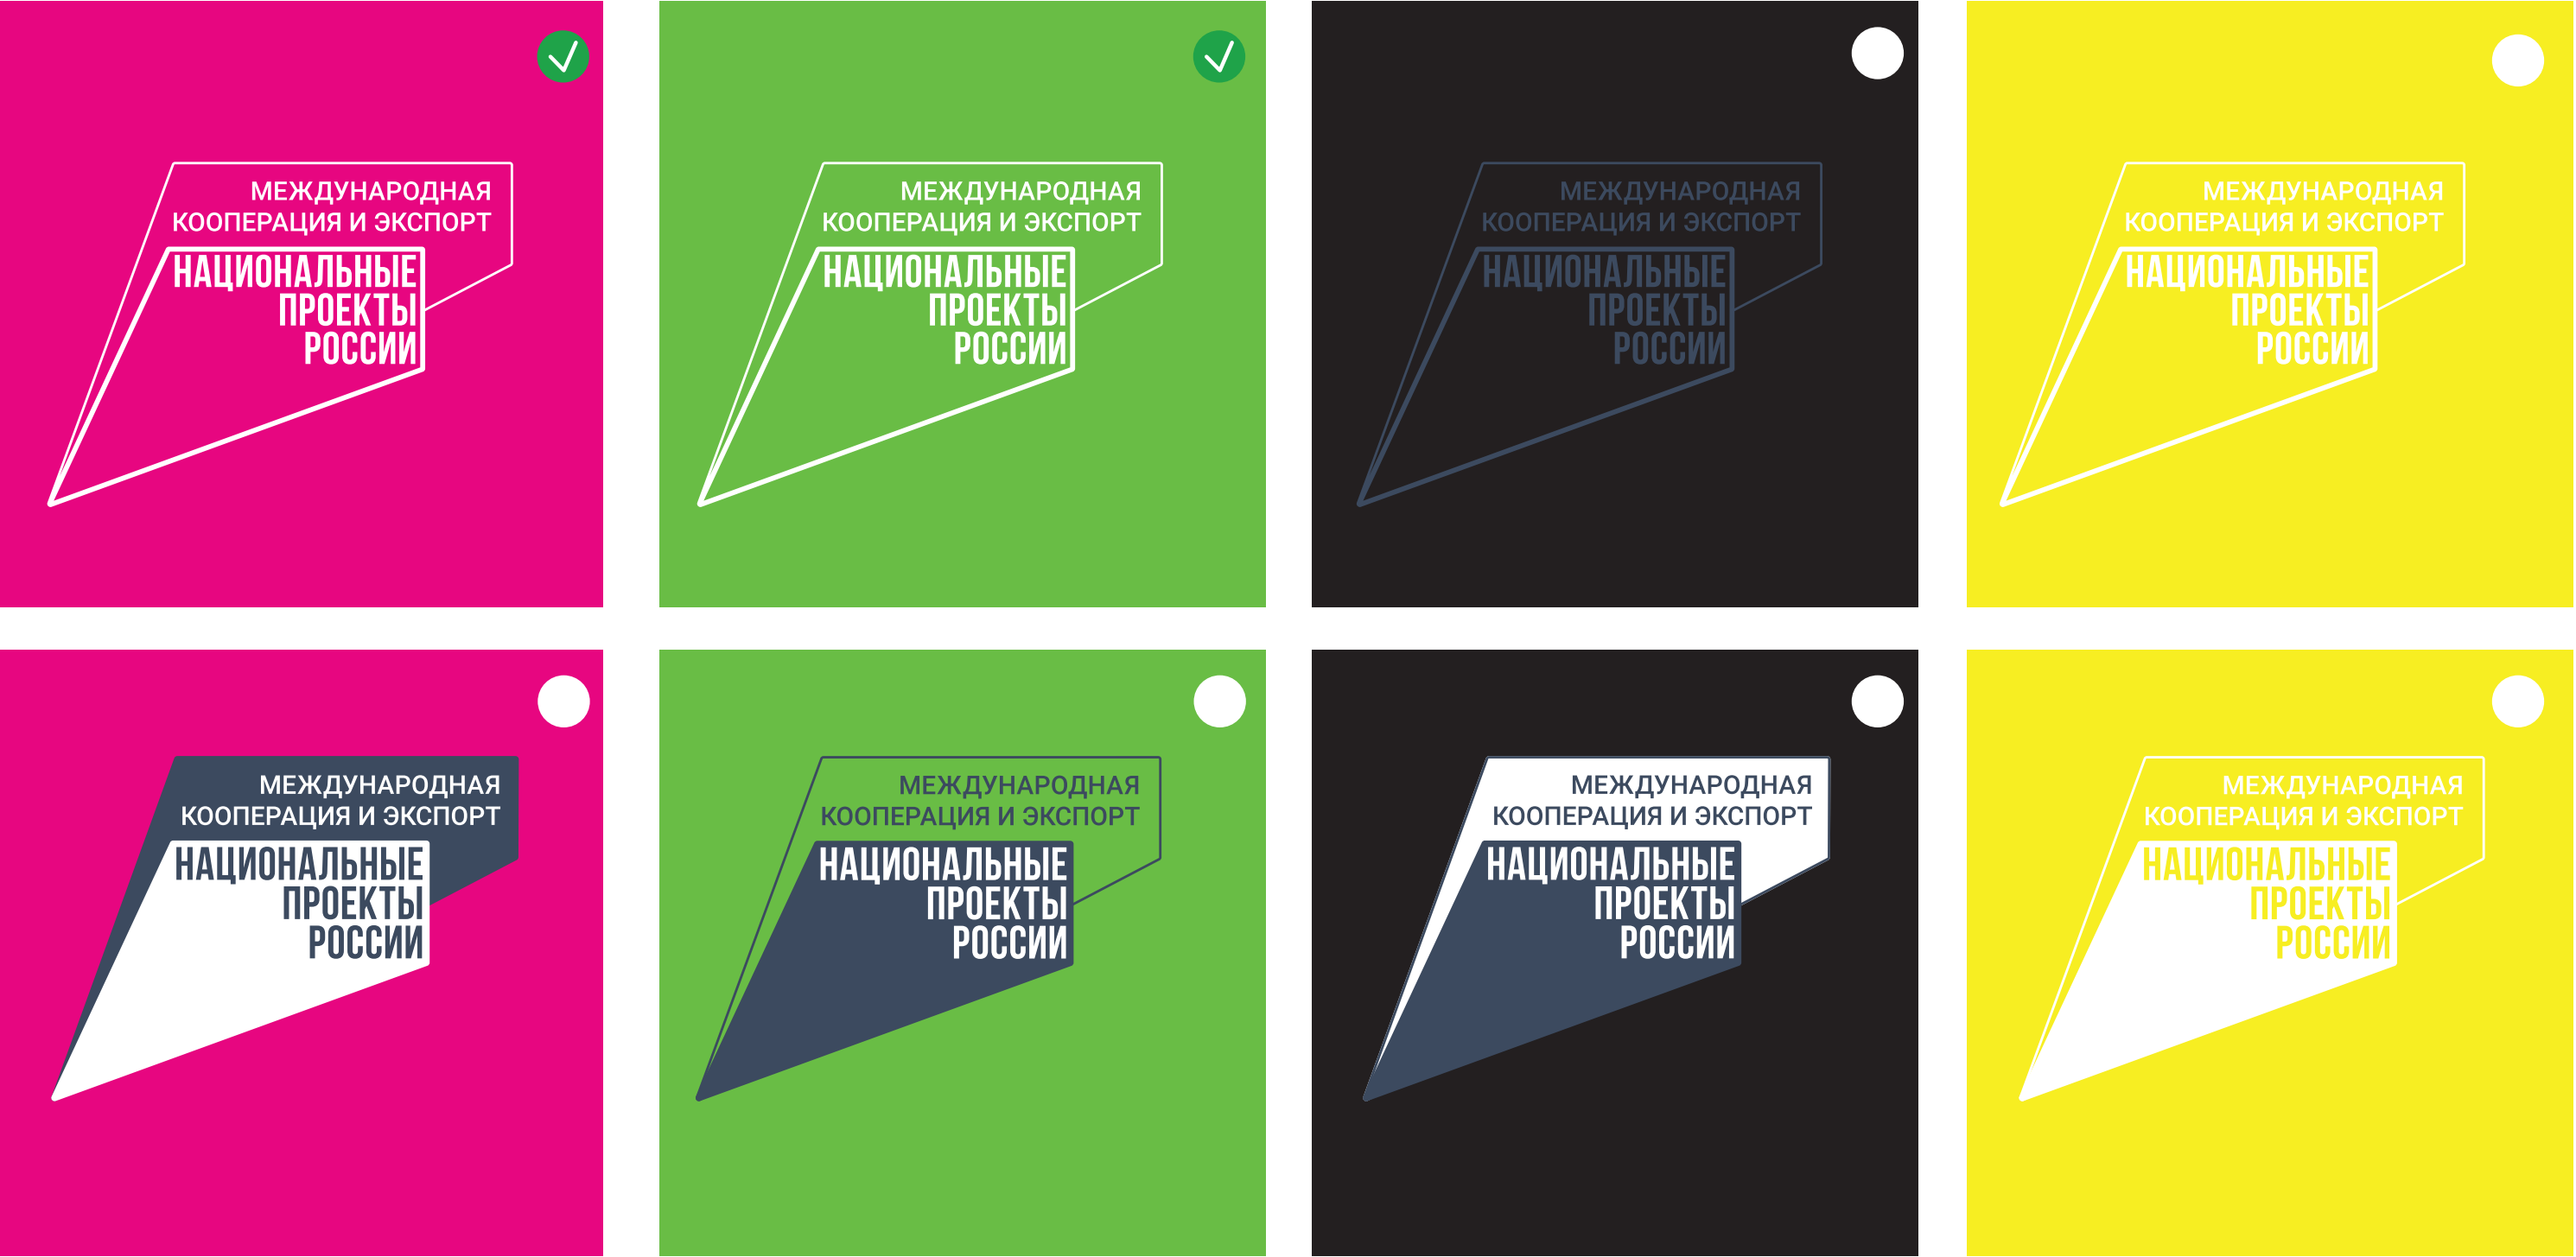 МЕЖДУНАРОДНАЯ
КООПЕРАЦИЯ И ЭКСПОРТ
НАЦИОНАЛЬНЫЕ
ПРОЕКТЫ
РОССИИ
МЕЖДУНАРОДНАЯ
КООПЕРАЦИЯ И ЭКСПОРТ
НАЦИОНАЛЬНЫЕ
ПРОЕКТЫ
РОССИИ
МЕЖДУНАРОДНАЯ
КООПЕРАЦИЯ И ЭКСПОРТ
НАЦИОНАЛЬНЫЕ
ПРОЕКТЫ
РОССИИ
МЕЖДУНАРОДНАЯ
КООПЕРАЦИЯ И ЭКСПОРТ
НАЦИОНАЛЬНЫЕ
ПРОЕКТЫ
РОССИИ
МЕЖДУНАРОДНАЯ
КООПЕРАЦИЯ И ЭКСПОРТ
НАЦИОНАЛЬНЫЕ
ПРОЕКТЫ
РОССИИ
МЕЖДУНАРОДНАЯ
КООПЕРАЦИЯ И ЭКСПОРТ
НАЦИОНАЛЬНЫЕ
ПРОЕКТЫ
РОССИИ
МЕЖДУНАРОДНАЯ
КООПЕРАЦИЯ И ЭКСПОРТ
НАЦИОНАЛЬНЫЕ
ПРОЕКТЫ
РОССИИ
МЕЖДУНАРОДНАЯ
КООПЕРАЦИЯ И ЭКСПОРТ
НАЦИОНАЛЬНЫЕ
ПРОЕКТЫ
РОССИИ